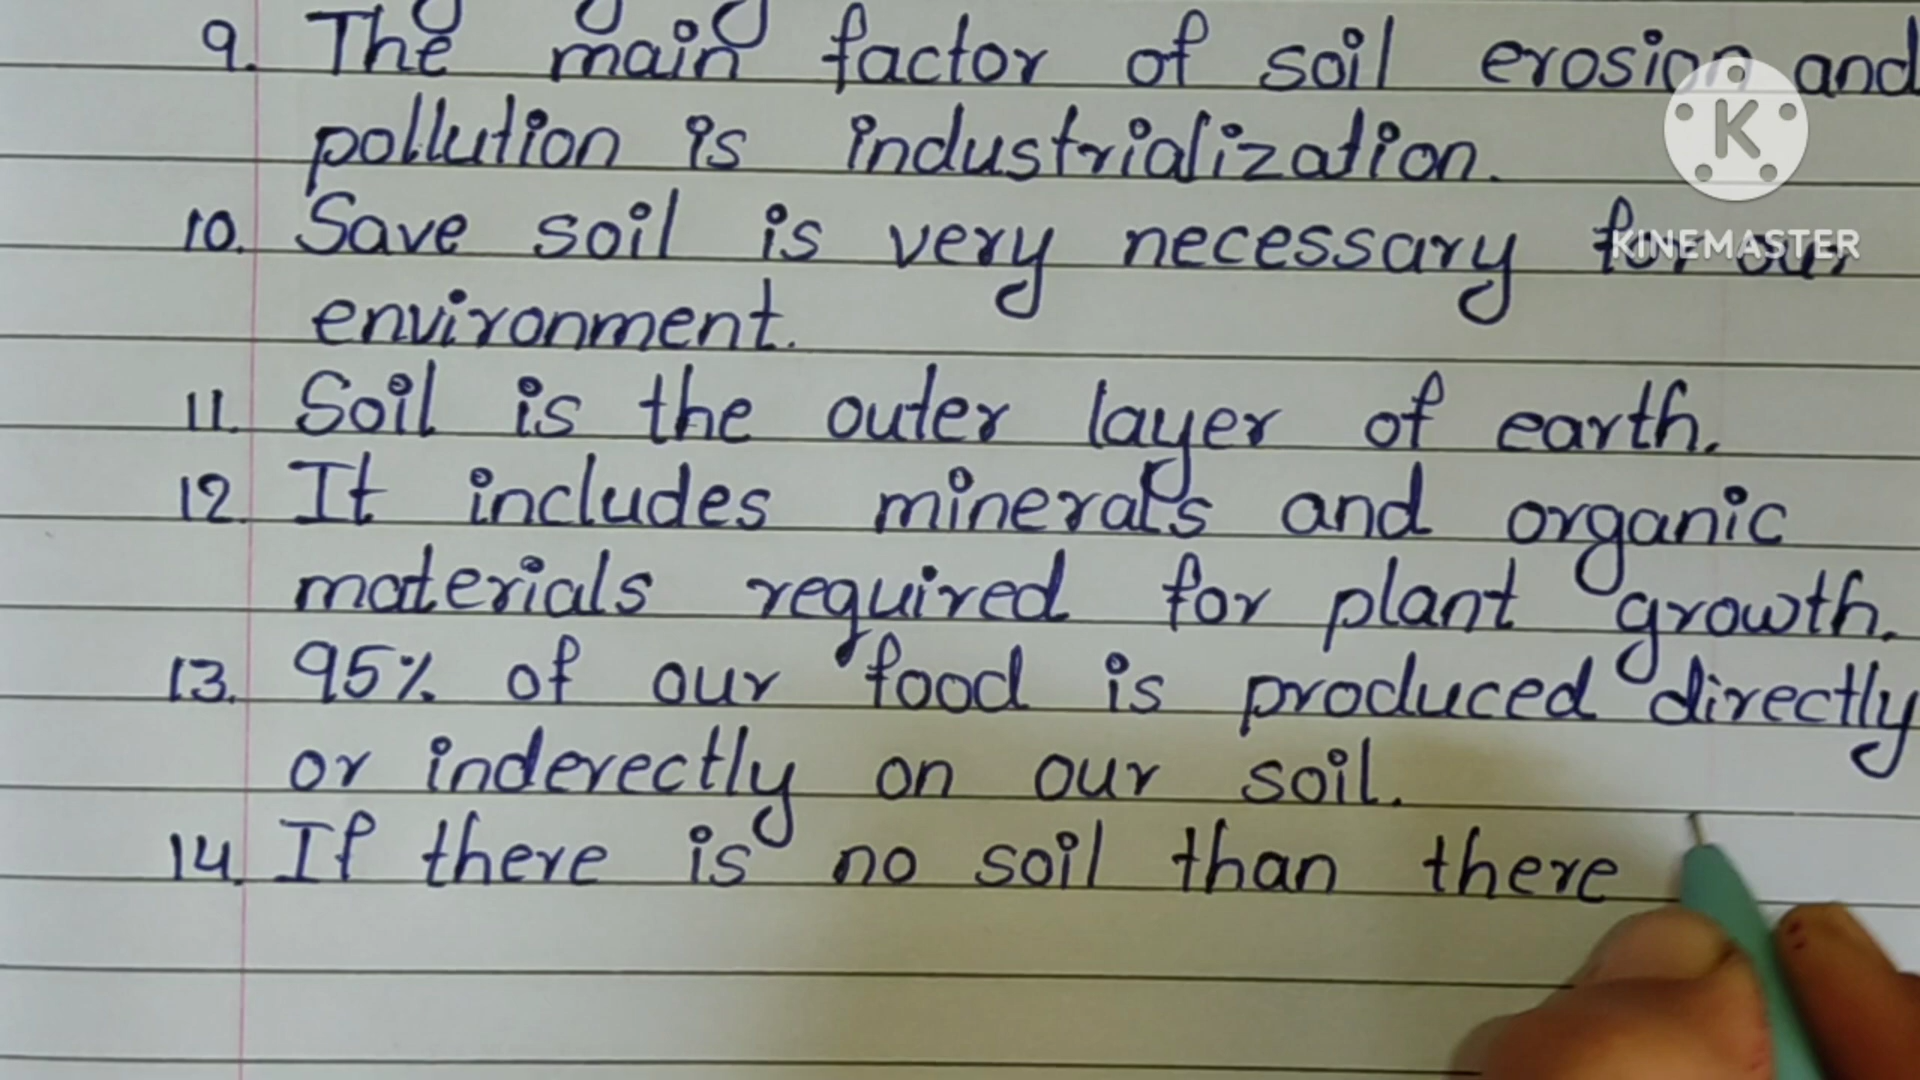 9. The main factor of soil erosion and
pollution is industrialization.
10. Save soil is very necessary for our
environment.
11. Soil is the outer layer of earth.
12. It includes minerals and organic
materials required for plant growth.
13. 95% of our food is produced directly
or inderectly on our soil.
14. If there is no soil than there
K
KINEMASTER